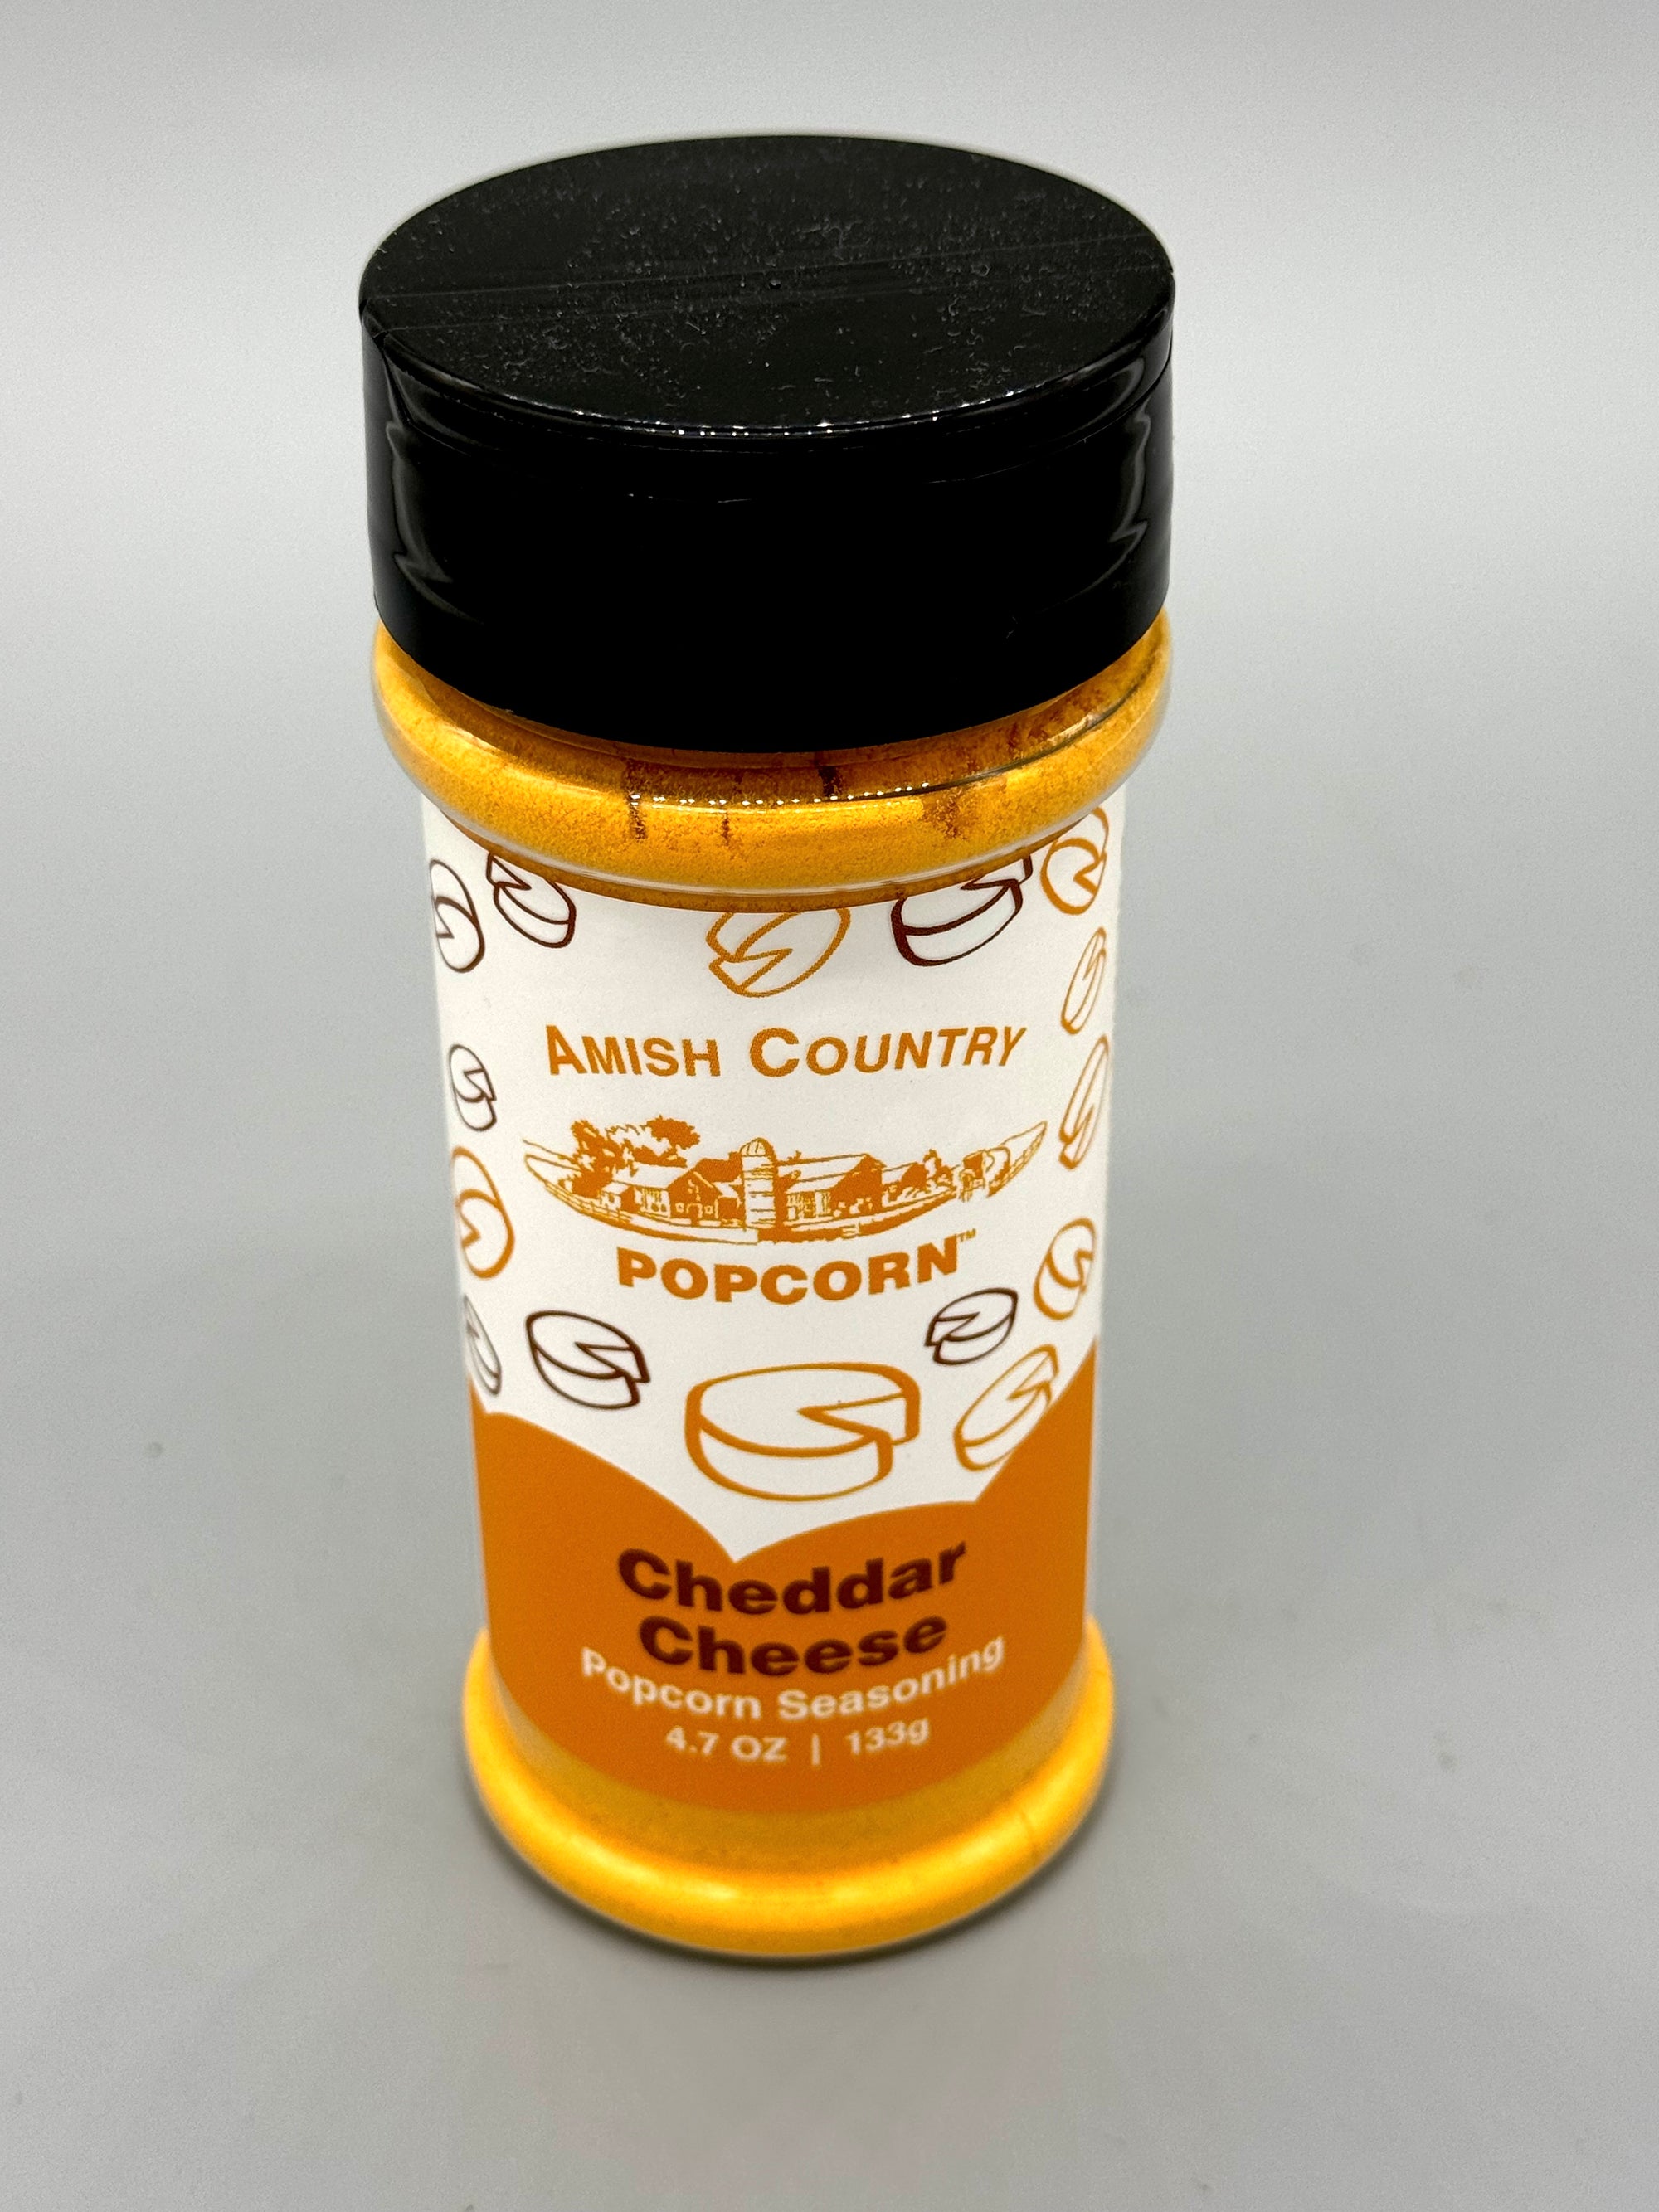 AMISH COUNTRY
POPCORN™
Cheddar
Cheese
Popcorn Seasoning
4.7 OZ | 133g